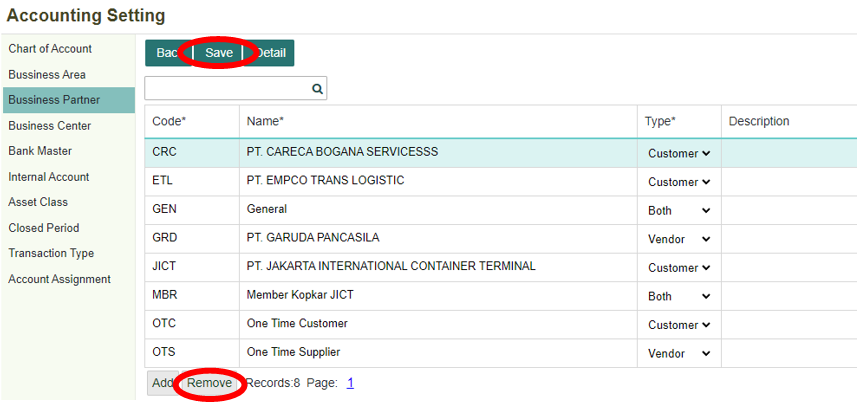 Accounting Setting
Chart of Account
Bussiness Area
Bussiness Partner
Business Center
Bank Master
Internal Account
Asset Class
Closed Period
Transaction Type
Account Assignment
Back Save Detail
Code* Name* Type* Description
CRC PT. CARECA BOGANA SERVICESSS Customer
ETL PT. EMPCO TRANS LOGISTIC Customer
GEN General Both
GRD PT. GARUDA PANCASILA Vendor
JICT PT. JAKARTA INTERNATIONAL CONTAINER TERMINAL Customer
MBR Member Kopkar JICT Both
OTC One Time Customer Customer
OTS One Time Supplier Vendor
Add Remove Records:8 Page: 1